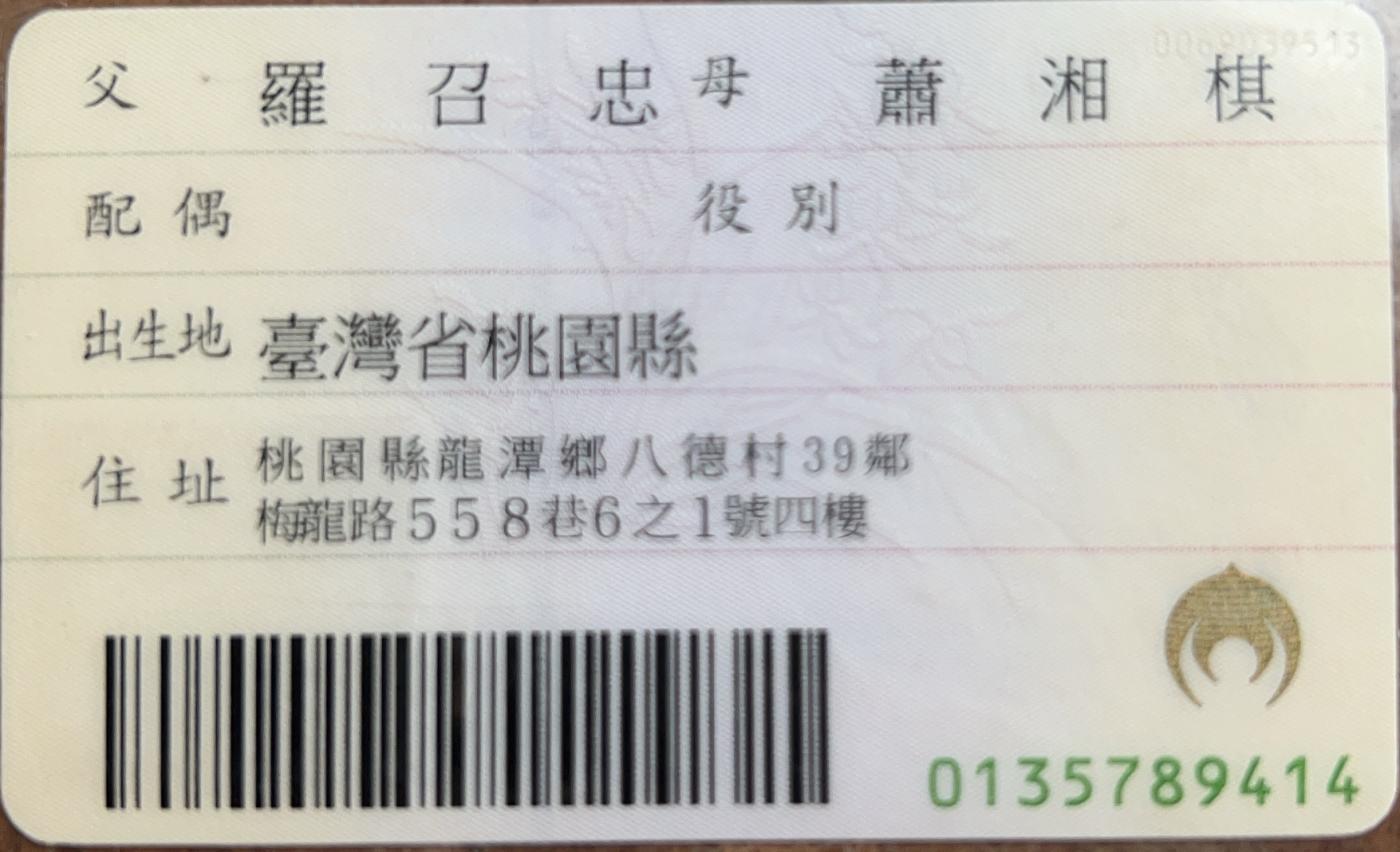 0069039513
父 羅召忠 母 蕭湘棋
配偶 役別
出生地 臺灣省桃園縣
住址 桃園縣龍潭鄉八德村39鄰
梅龍路558巷6之1號四樓
0135789414